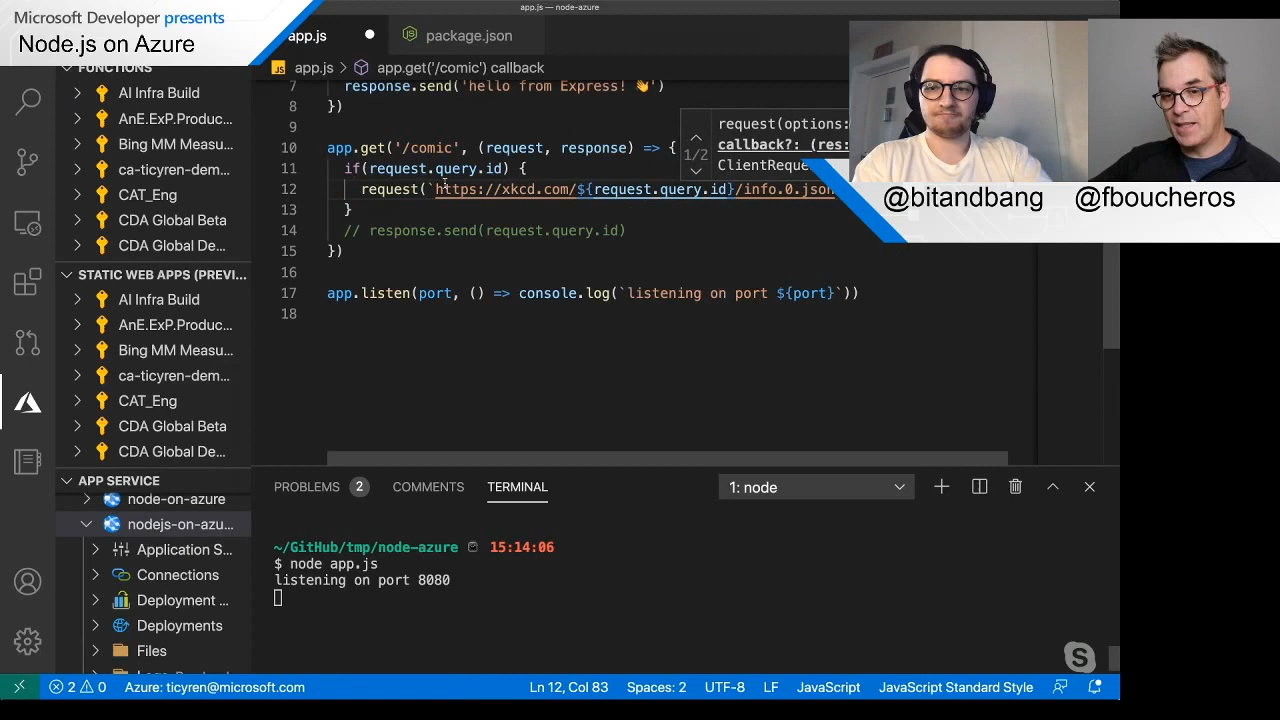 Microsoft Developer presents
Node.js on Azure
app.js — node-azure
app.js
package.json
app.js > app.get('/comic') callback
FUNCTIONS
AI Infra Build
AnE.ExP.Produc...
Bing MM Measu...
ca-ticyren-dem...
CAT_Eng
CDA Global Beta
CDA Global De...
STATIC WEB APPS (PREVI...
AI Infra Build
AnE.ExP.Produc...
Bing MM Measu...
ca-ticyren-dem...
CAT_Eng
CDA Global Beta
CDA Global De...
APP SERVICE
node-on-azure
nodejs-on-azu...
Application S...
Connections
Deployment ...
Deployments
Files
7 response.send('hello from Express! 👋')
8 })
9
10 app.get('/comic', (request, response) => {
11 if(request.query.id) {
12 request(`https://xkcd.com/${request.query.id}/info.0.json
13 }
14 // response.send(request.query.id)
15 })
16
17 app.listen(port, () => console.log(`listening on port ${port}`))
18
1/2
request(options:
callback?: (res:
ClientReque
@bitandbang
@fboucheros
PROBLEMS 2 COMMENTS TERMINAL
1: node
~/GitHub/tmp/node-azure 15:14:06
$ node app.js
listening on port 8080
2 0 Azure: ticyren@microsoft.com Ln 12, Col 83 Spaces: 2 UTF-8 LF JavaScript JavaScript Standard Style